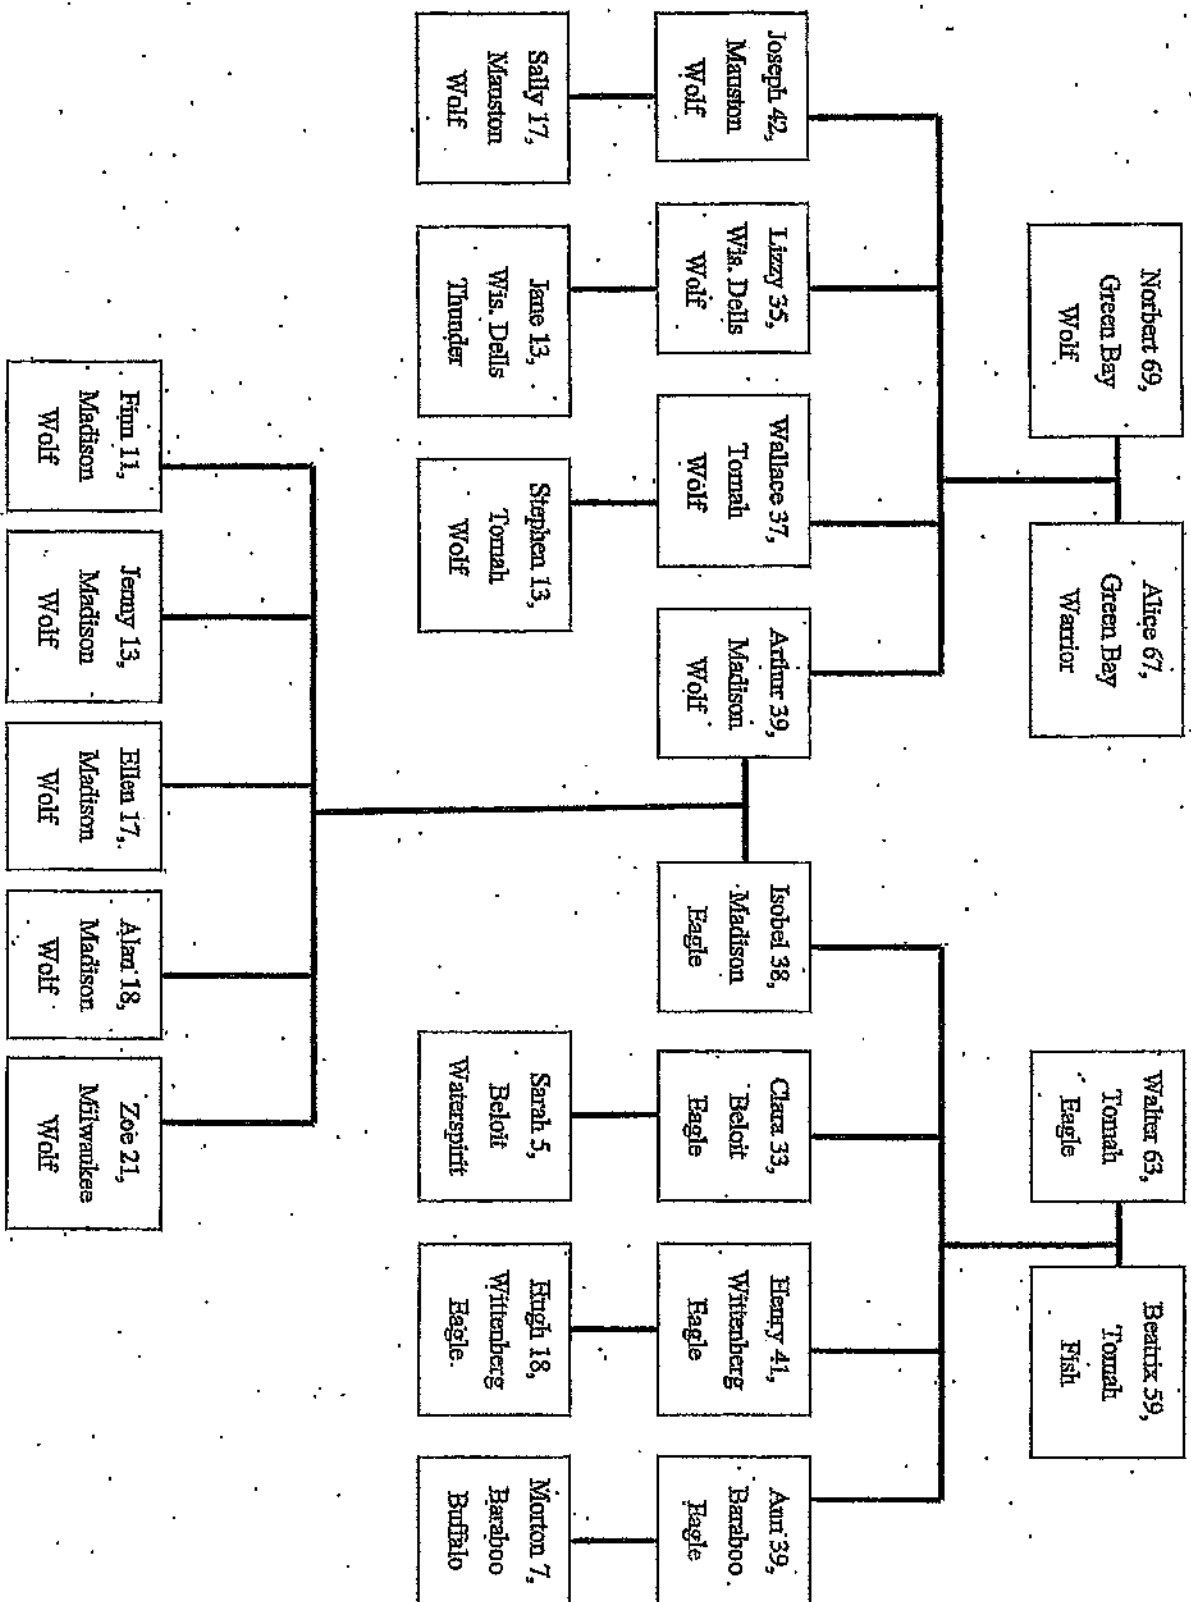 Norbert 69,
Green Bay
Wolf
Alice 67,
Green Bay
Warrior
Walter 63,
Tomah
Eagle
Beatrix 59,
Tomah
Fish
Joseph 42,
Mauston
Wolf
Lizzy 35,
Wis. Dells
Wolf
Wallace 37,
Tomah
Wolf
Arthur 39,
Madison
Wolf
Isobel 38,
Madison
Eagle
Clara 33,
Beloit
Eagle
Henry 41,
Wittenberg
Eagle
Ann 39,
Baraboo
Eagle
Sally 17,
Mauston
Wolf
Jane 13,
Wis. Dells
Thunder
Stephen 13,
Tomah
Wolf
Sarah 5,
Beloit
Waterspirit
Hugh 18,
Wittenberg
Eagle
Morton 7,
Baraboo
Buffalo
Finn 11,
Madison
Wolf
Jenny 13,
Madison
Wolf
Ellen 17,
Madison
Wolf
Alan 18,
Madison
Wolf
Zoe 21,
Milwaukee
Wolf